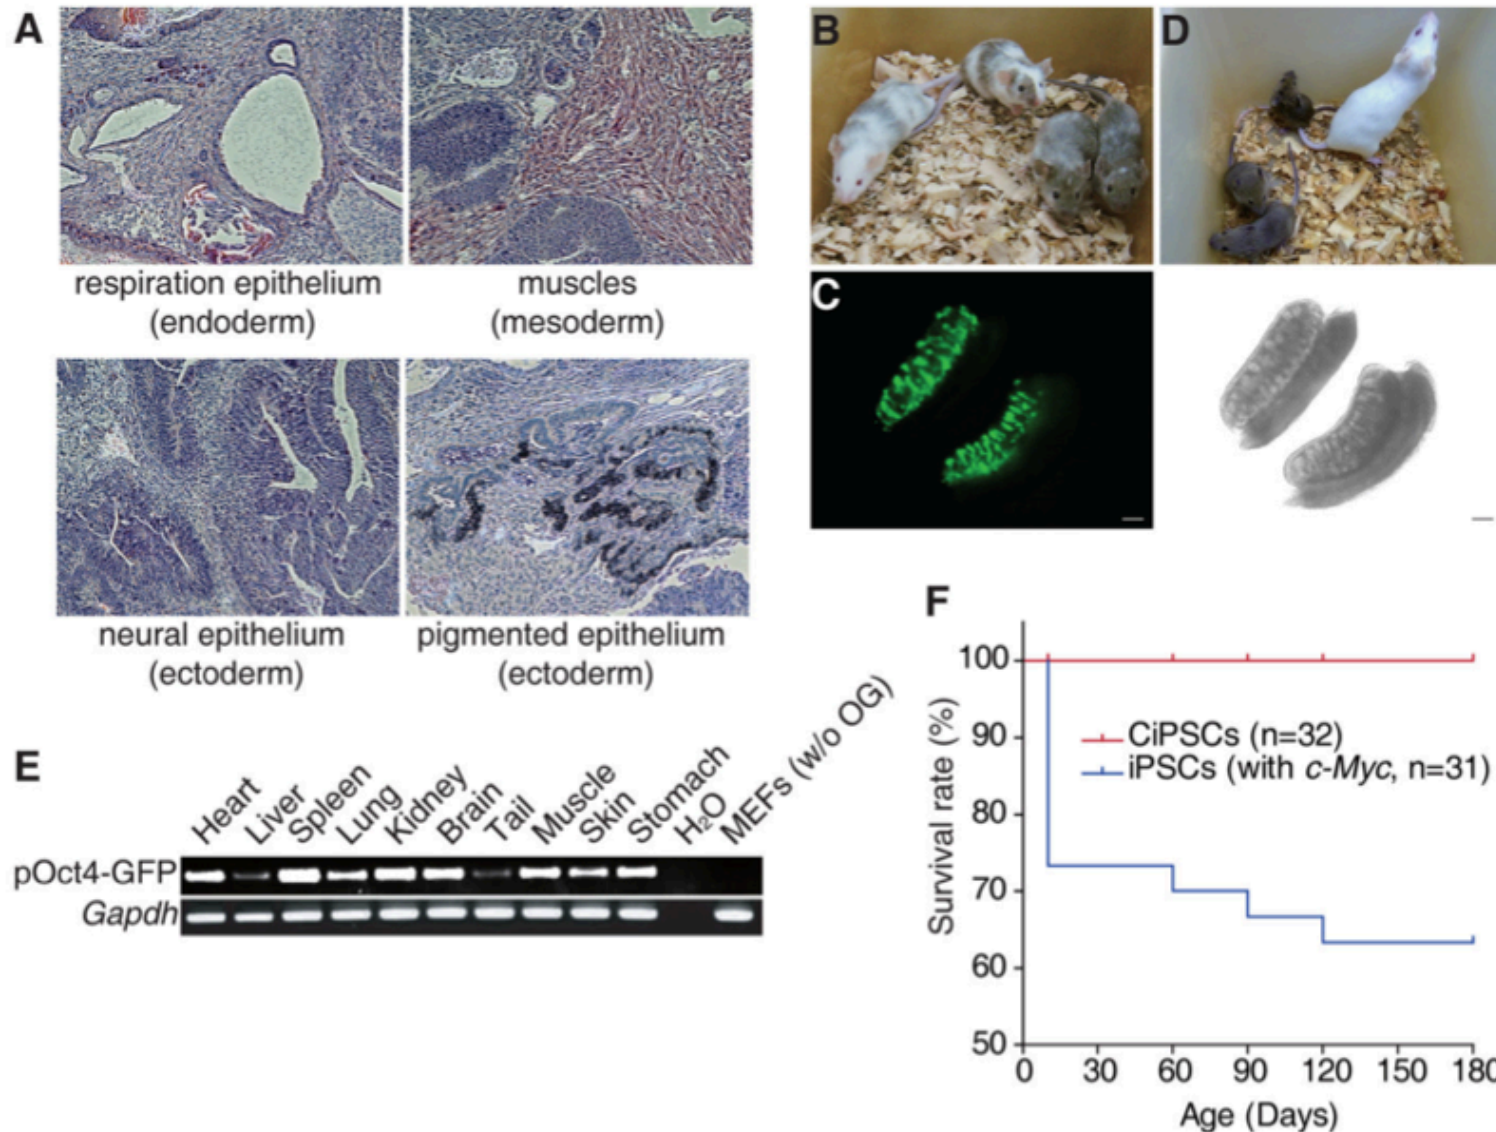 A
B
D
respiration epithelium
(endoderm)
muscles
(mesoderm)
C
neural epithelium
(ectoderm)
pigmented epithelium
(ectoderm)
E
Heart
Liver
Spleen
Lung
Kidney
Brain
Tail
Muscle
Skin
Stomach
H₂O
MEFs (w/o OG)
pOct4-GFP
Gapdh
F
Survival rate (%)
100
90
80
70
60
50
CiPSCs (n=32)
iPSCs (with c-Myc, n=31)
0 30 60 90 120 150 180
Age (Days)